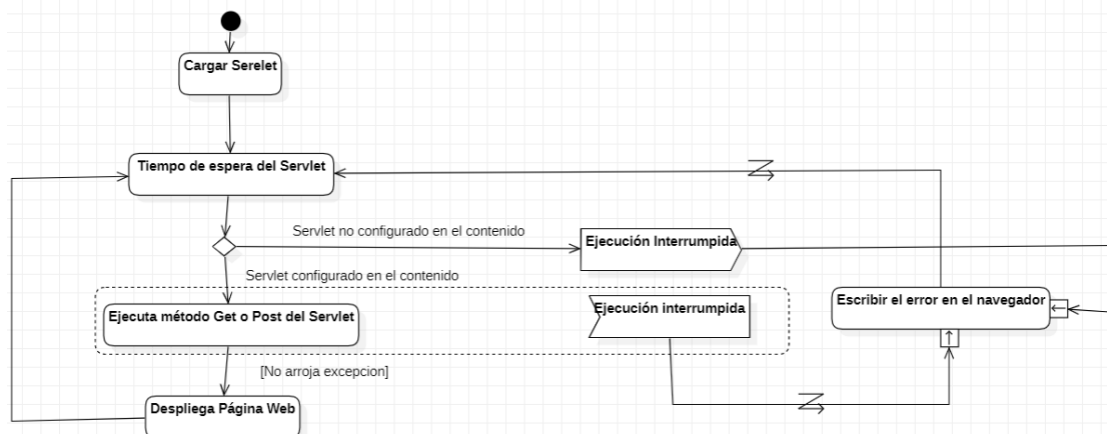 Cargar Serelet
Tiempo de espera del Servlet
Servlet no configurado en el contenido
Ejecución Interrumpida
Servlet configurado en el contenido
Ejecuta método Get o Post del Servlet
Ejecución interrumpida
Escribir el error en el navegador
[No arroja excepcion]
Despliega Página Web